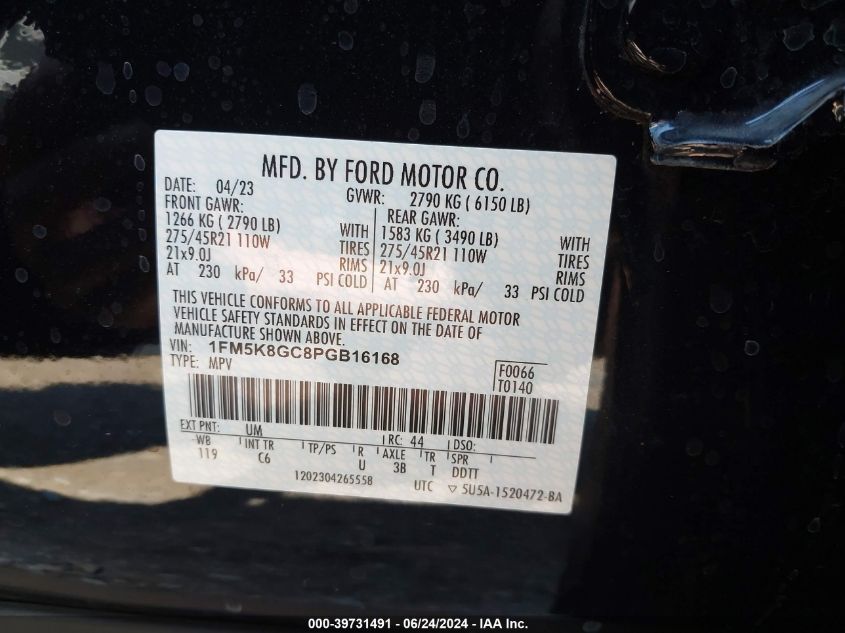 MFD. BY FORD MOTOR CO.
DATE: 04/23 GVWR: 2790 KG ( 6150 LB)
FRONT GAWR: REAR GAWR:
1266 KG ( 2790 LB) WITH 1583 KG ( 3490 LB) WITH
275/45R21 110W TIRES 275/45R21 110W TIRES
21x9.0J RIMS 21x9.0J RIMS
AT 230 kPa/ 33 PSI COLD AT 230 kPa/ 33 PSI COLD
THIS VEHICLE CONFORMS TO ALL APPLICABLE FEDERAL MOTOR
VEHICLE SAFETY STANDARDS IN EFFECT ON THE DATE OF
MANUFACTURE SHOWN ABOVE.
VIN: 1FM5K8GC8PGB16168
TYPE: MPV
F0066
T0140
EXT PNT: UM RC: 44 DSO:
WB INT TR TP/PS R AXLE TR SPR
119 C6 U 3B T DDTT
1202304265558 UTC ▽ 5U5A-1520472-BA
000-39731491 - 06/24/2024 - IAA Inc.